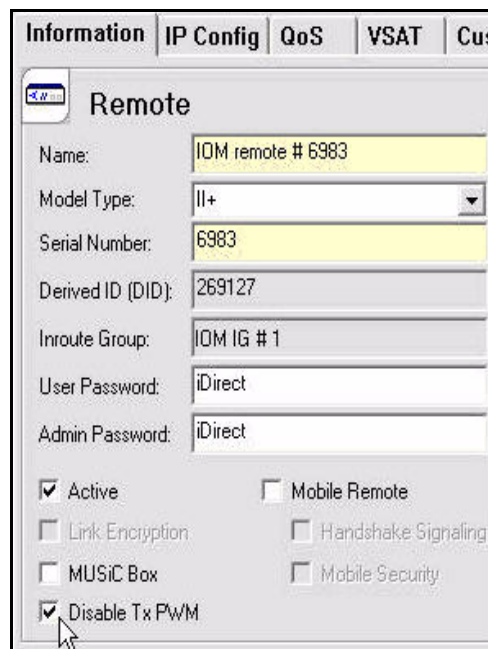 Information IP Config QoS VSAT Cus
Remote
Name: IOM remote # 6983
Model Type: II+
Serial Number: 6983
Derived ID (DID): 269127
Inroute Group: IOM IG # 1
User Password: iDirect
Admin Password: iDirect
Active Mobile Remote
Link Encryption Handshake Signaling
MUSiC Box Mobile Security
Disable Tx PWM